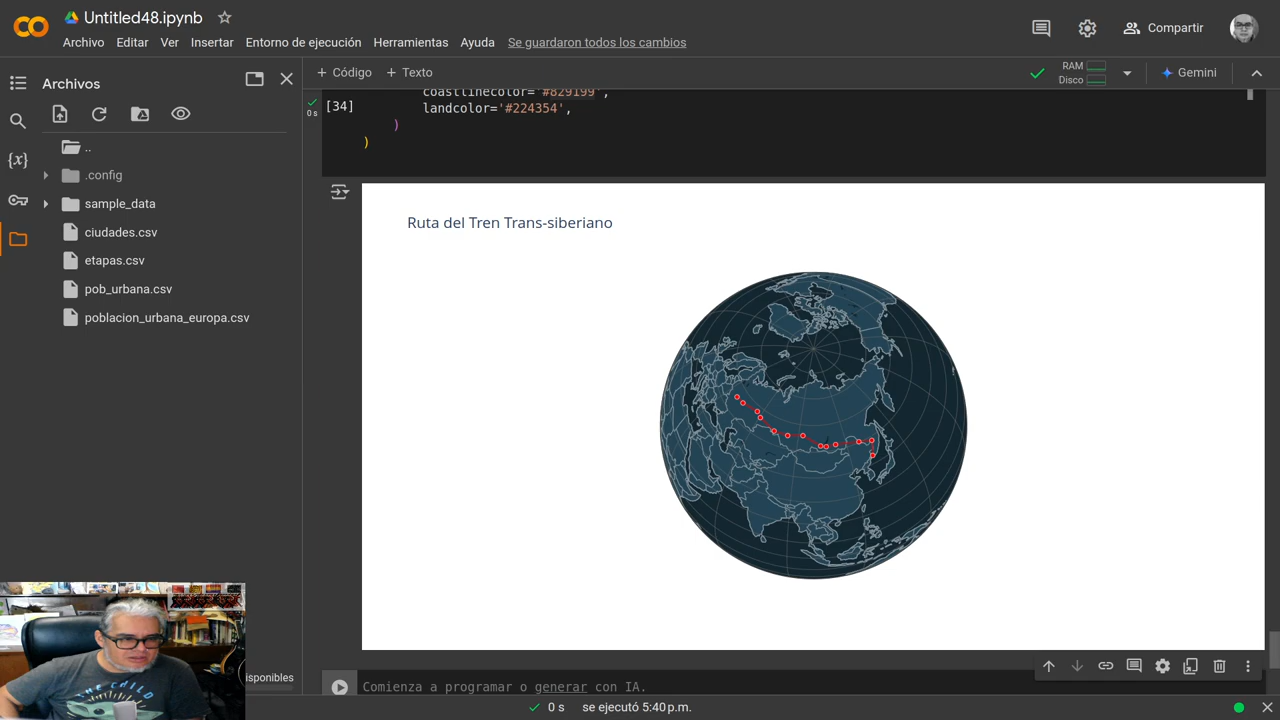 Untitled48.ipynb
Archivo Editar Ver Insertar Entorno de ejecución Herramientas Ayuda Se guardaron todos los cambios
Compartir
Archivos
+ Código + Texto
RAM
Disco
Gemini
..
.config
sample_data
ciudades.csv
etapas.csv
pob_urbana.csv
poblacion_urbana_europa.csv
isponibles
0 s
[34]
coastlinecolor='#829199',
landcolor='#224354',
)
)
Ruta del Tren Trans-siberiano
Comienza a programar o generar con IA.
THE CHILD
0 s se ejecutó 5:40 p.m.